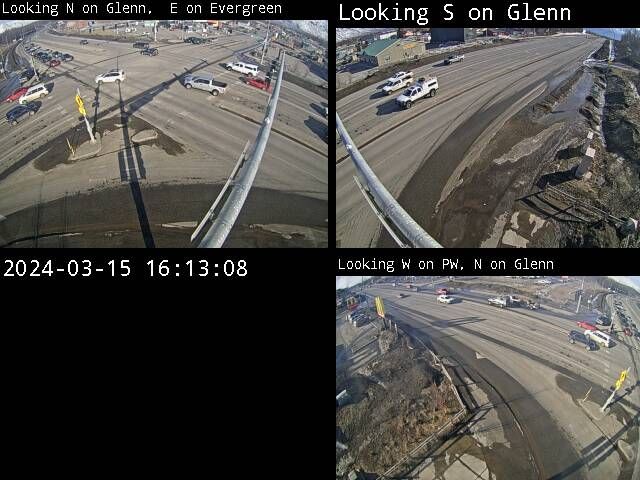 Looking N on Glenn,  E on Evergreen
Looking S on Glenn
2024-03-15 16:13:08
Looking W on PW, N on Glenn